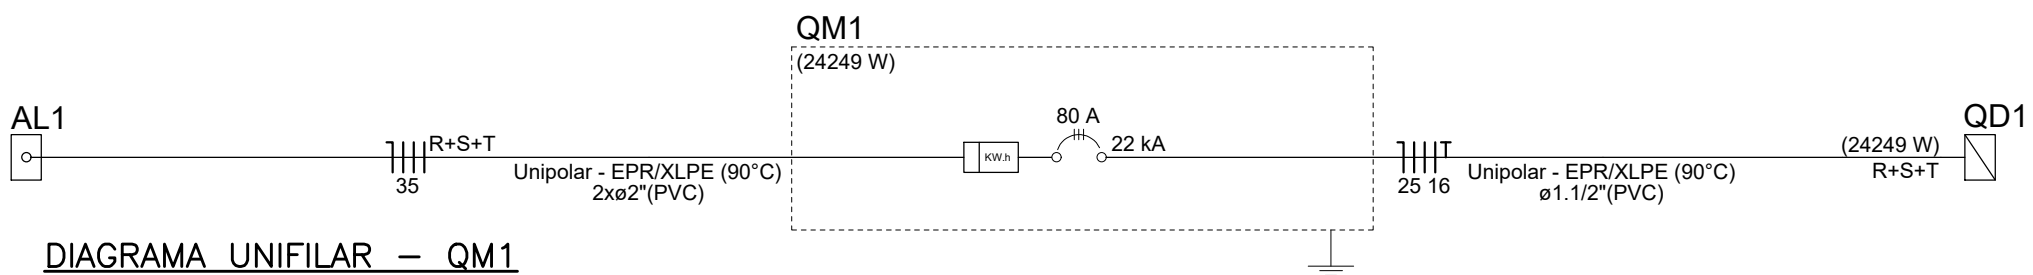 QM1
(24249 W)
AL1
R+S+T
35
Unipolar - EPR/XLPE (90°C)
2xø2"(PVC)
KW.h
80 A
22 kA
25 16
Unipolar - EPR/XLPE (90°C)
ø1.1/2"(PVC)
QD1
(24249 W)
R+S+T
DIAGRAMA UNIFILAR – QM1